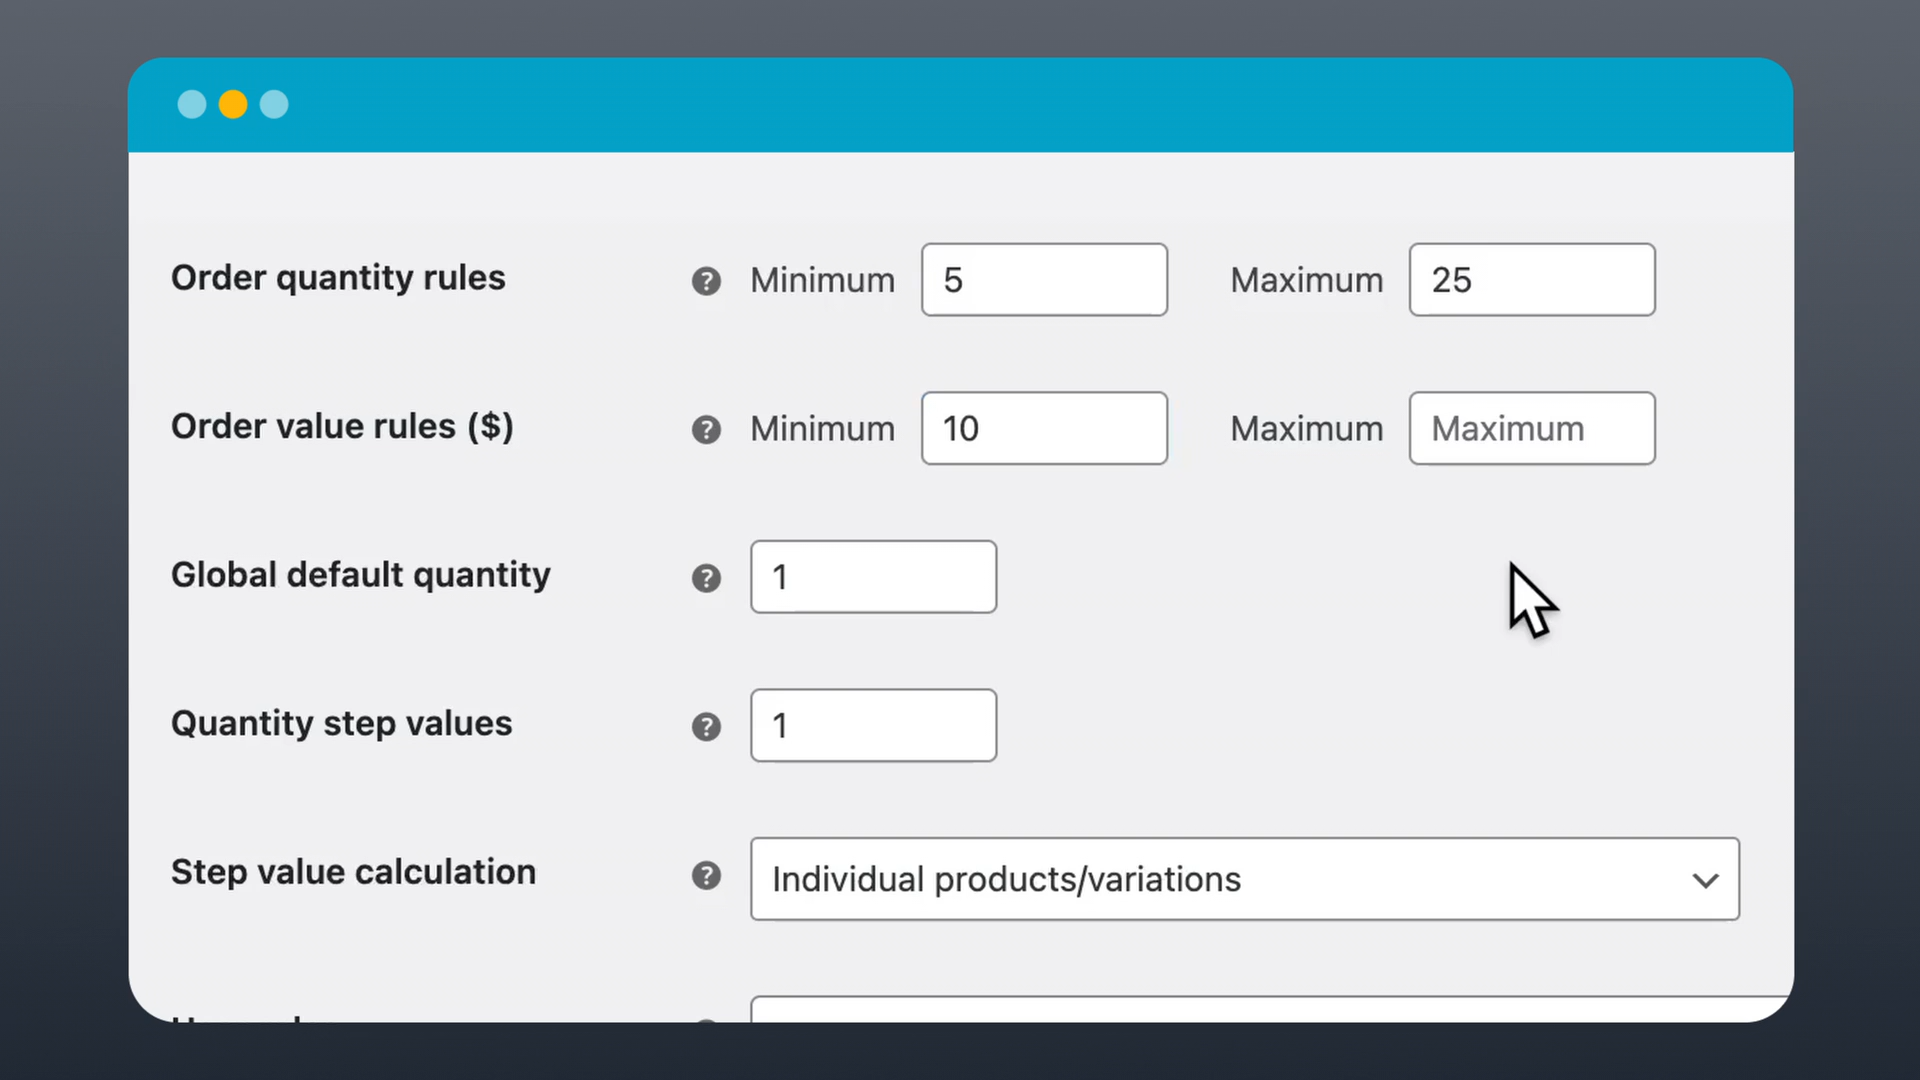 Order quantity rules ? Minimum 5 Maximum 25
Order value rules ($) ? Minimum 10 Maximum Maximum
Global default quantity ? 1
Quantity step values ? 1
Step value calculation ? Individual products/variations